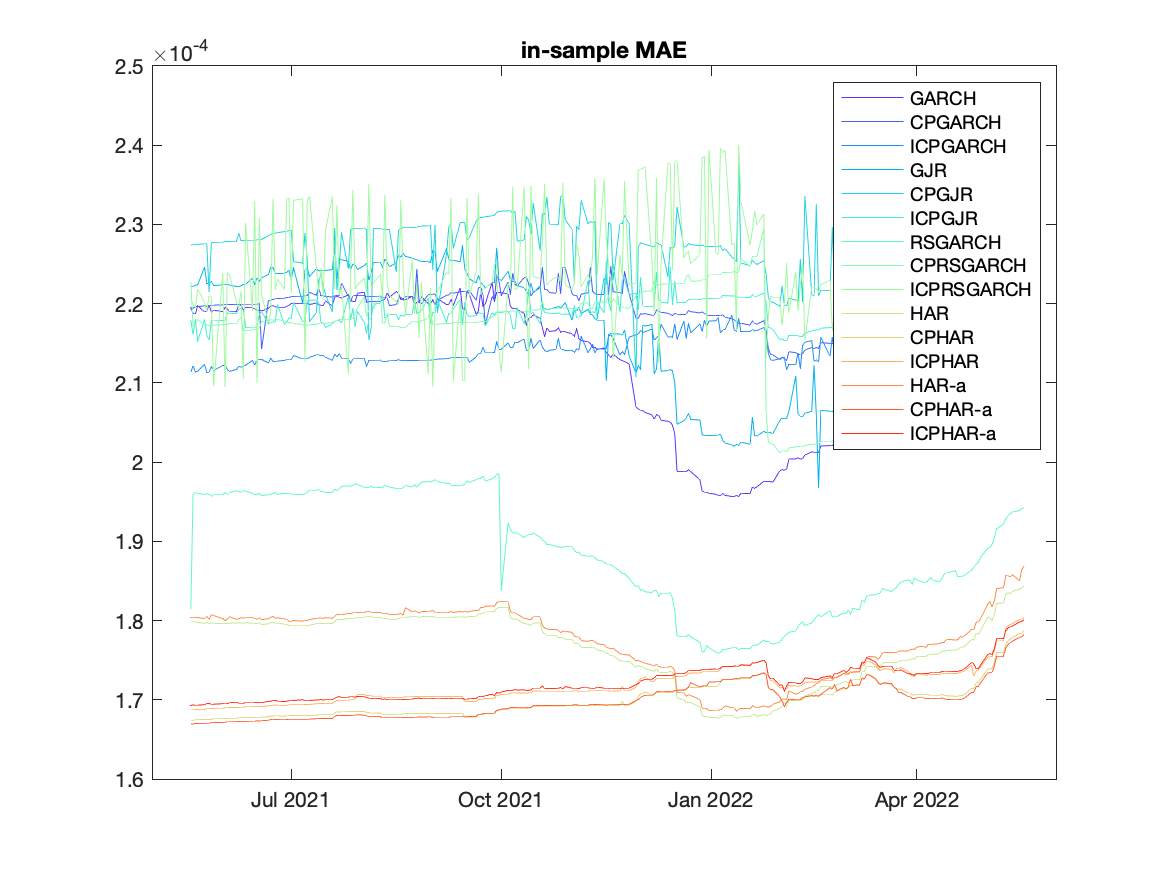 ×10-4
in-sample MAE
2.5
2.4
2.3
2.2
2.1
2
1.9
1.8
1.7
1.6
Jul 2021
Oct 2021
Jan 2022
Apr 2022
GARCH
CPGARCH
ICPGARCH
GJR
CPGJR
ICPGJR
RSGARCH
CPRSGARCH
ICPRSGARCH
HAR
CPHAR
ICPHAR
HAR-a
CPHAR-a
ICPHAR-a